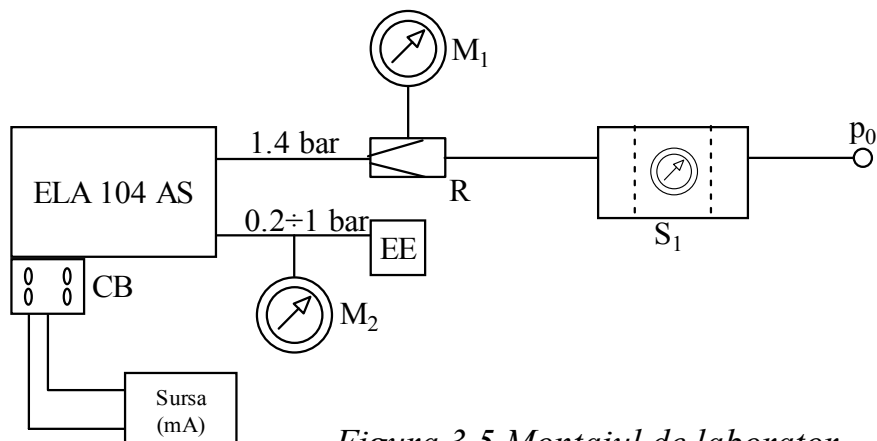 M₁
p₀
1.4 bar
ELA 104 AS
R
0.2÷1 bar
S₁
EE
CB
M₂
Sursa
(mA)
Figura 3.5 Montajul de laborator